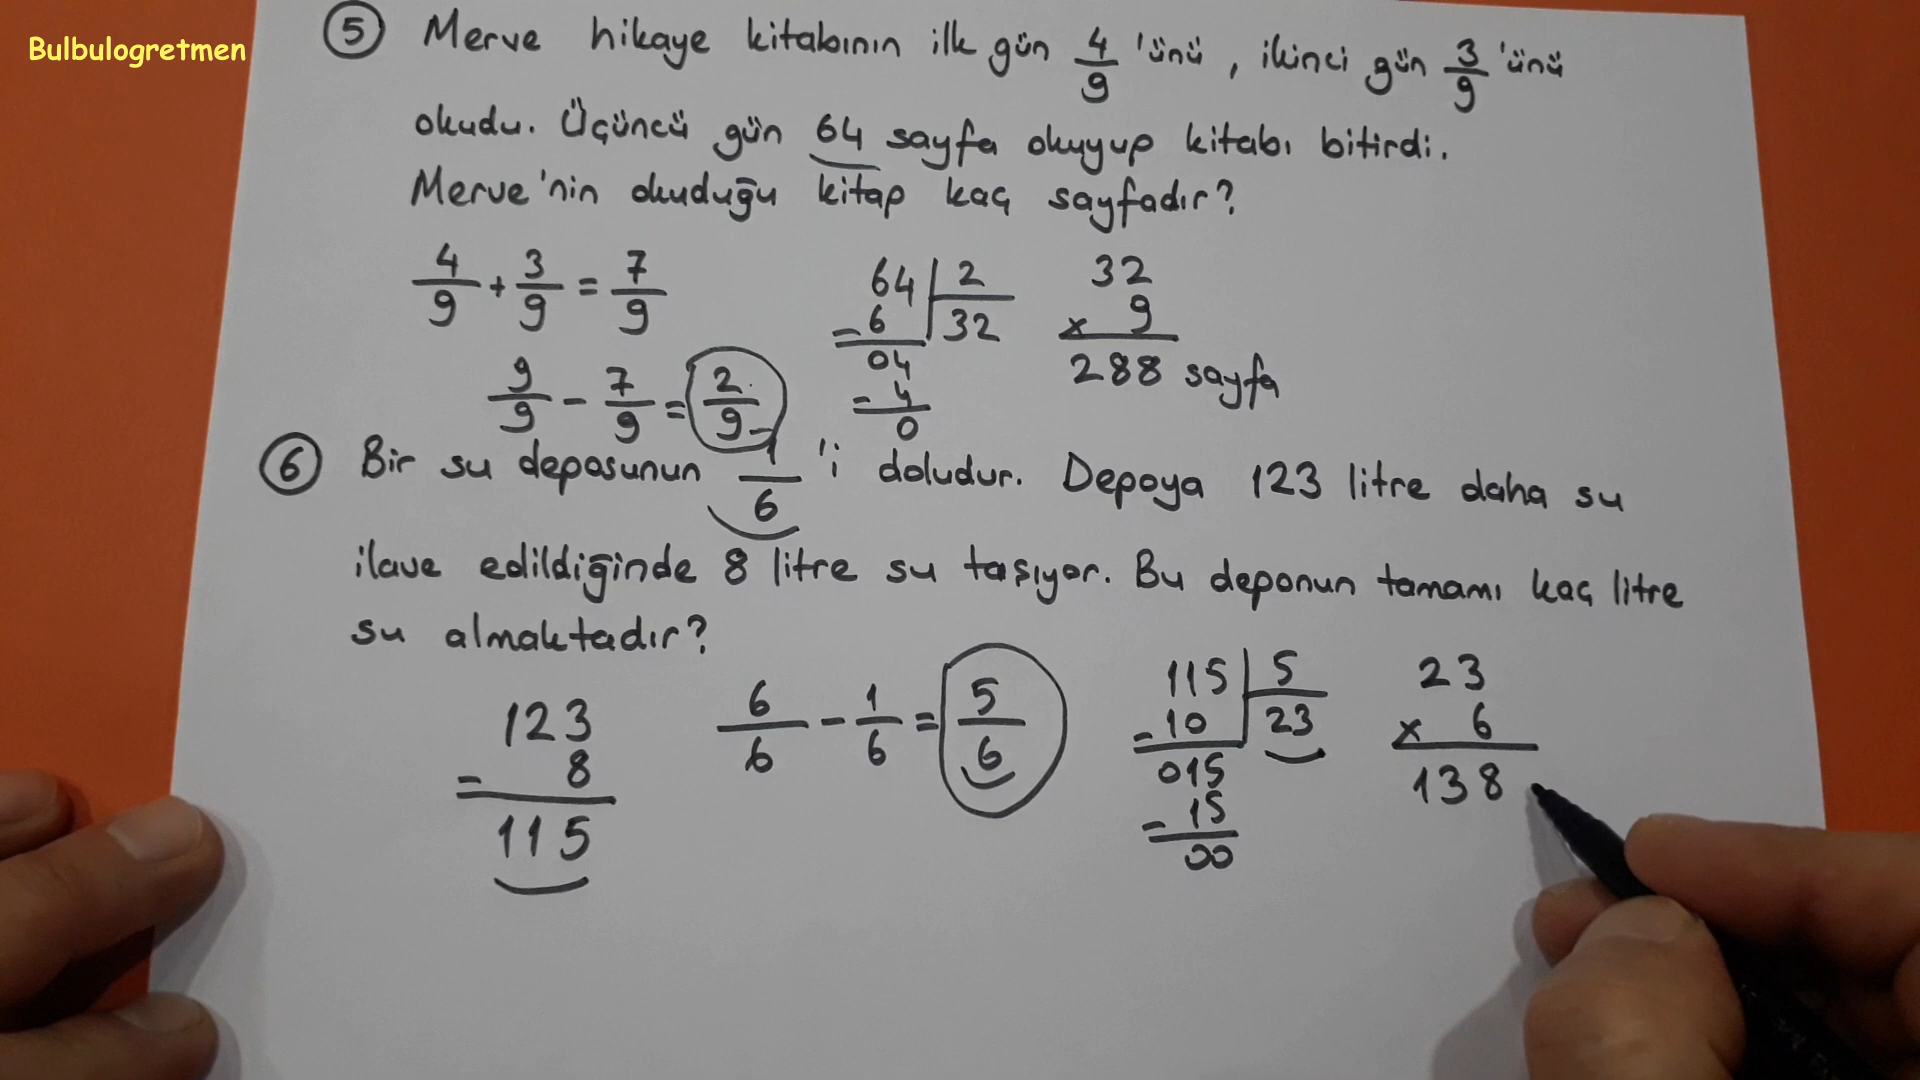 Bulbulogretmen
5 Merve hikaye kitabının ilk gün 4/9 'ünü, ikinci gün 3/9 'ünü
okudu. Üçüncü gün 64 sayfa okuyup kitabı bitirdi.
Merve'nin okuduğu kitap kaç sayfadır?
4/9 + 3/9 = 7/9
9/9 - 7/9 = 2/9
64 | 2
- 6 | 32
04
- 4
0
32
x 9
288 sayfa
6 Bir su deposunun 1/6 'i doludur. Depoya 123 litre daha su
ilave edildiğinde 8 litre su taşıyor. Bu deponun tamamı kaç litre
su almaktadır?
123
- 8
115
6/6 - 1/6 = 5/6
115 | 5
- 10 | 23
015
- 15
00
23
x 6
138